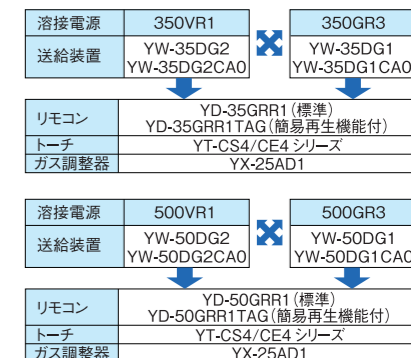 溶接電源 350VR1 350GR3
送給装置 YW-35DG2 YW-35DG1
YW-35DG2CA0 YW-35DG1CA0
リモコン YD-35GRR1(標準)
YD-35GRR1TAG(簡易再生機能付)
トーチ YT-CS4/CE4 シリーズ
ガス調整器 YX-25AD1
溶接電源 500VR1 500GR3
送給装置 YW-50DG2 YW-50DG1
YW-50DG2CA0 YW-50DG1CA0
リモコン YD-50GRR1(標準)
YD-50GRR1TAG(簡易再生機能付)
トーチ YT-CS4/CE4 シリーズ
ガス調整器 YX-25AD1